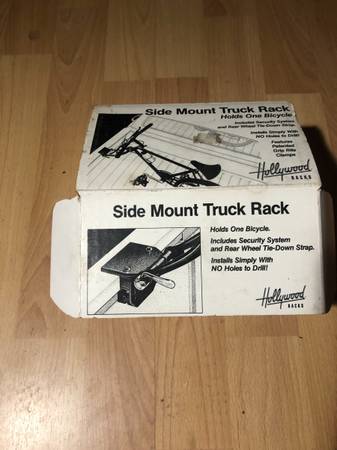 Side Mount Truck Rack
Holds One Bicycle
Includes Security System
and Rear Wheel Tie-Down Strap.
Installs Simply With
NO Holes to Drill!
Features
Patented
Grip Rite
Clamps
Hollywood
RACKS
Side Mount Truck Rack
Holds One Bicycle.
Includes Security System
and Rear Wheel Tie-Down Strap.
Installs Simply With
NO Holes to Drill!
Hollywood
RACKS